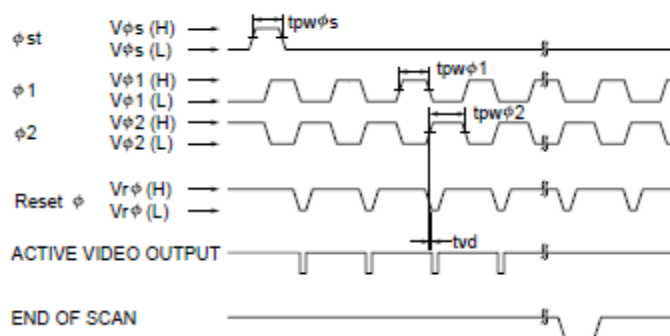 tpwφs
φst
Vφs (H)
Vφs (L)
φ1
Vφ1 (H)
Vφ1 (L)
tpwφ1
φ2
Vφ2 (H)
Vφ2 (L)
tpwφ2
Reset φ
Vrφ (H)
Vrφ (L)
ACTIVE VIDEO OUTPUT
tvd
END OF SCAN